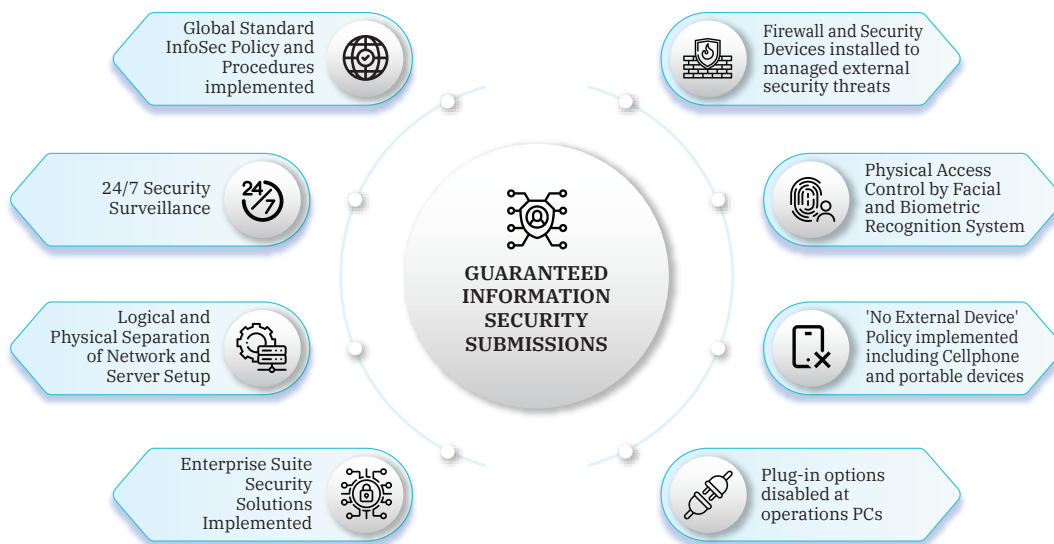 Global Standard
InfoSec Policy and
Procedures
implemented
24/7 Security
Surveillance
24
7
Logical and
Physical Separation
of Network and
Server Setup
Enterprise Suite
Security
Solutions
Implemented
GUARANTEED
INFORMATION
SECURITY
SUBMISSIONS
Firewall and Security
Devices installed to
managed external
security threats
Physical Access
Control by Facial
and Biometric
Recognition System
'No External Device'
Policy implemented
including Cellphone
and portable devices
Plug-in options
disabled at
operations PCs